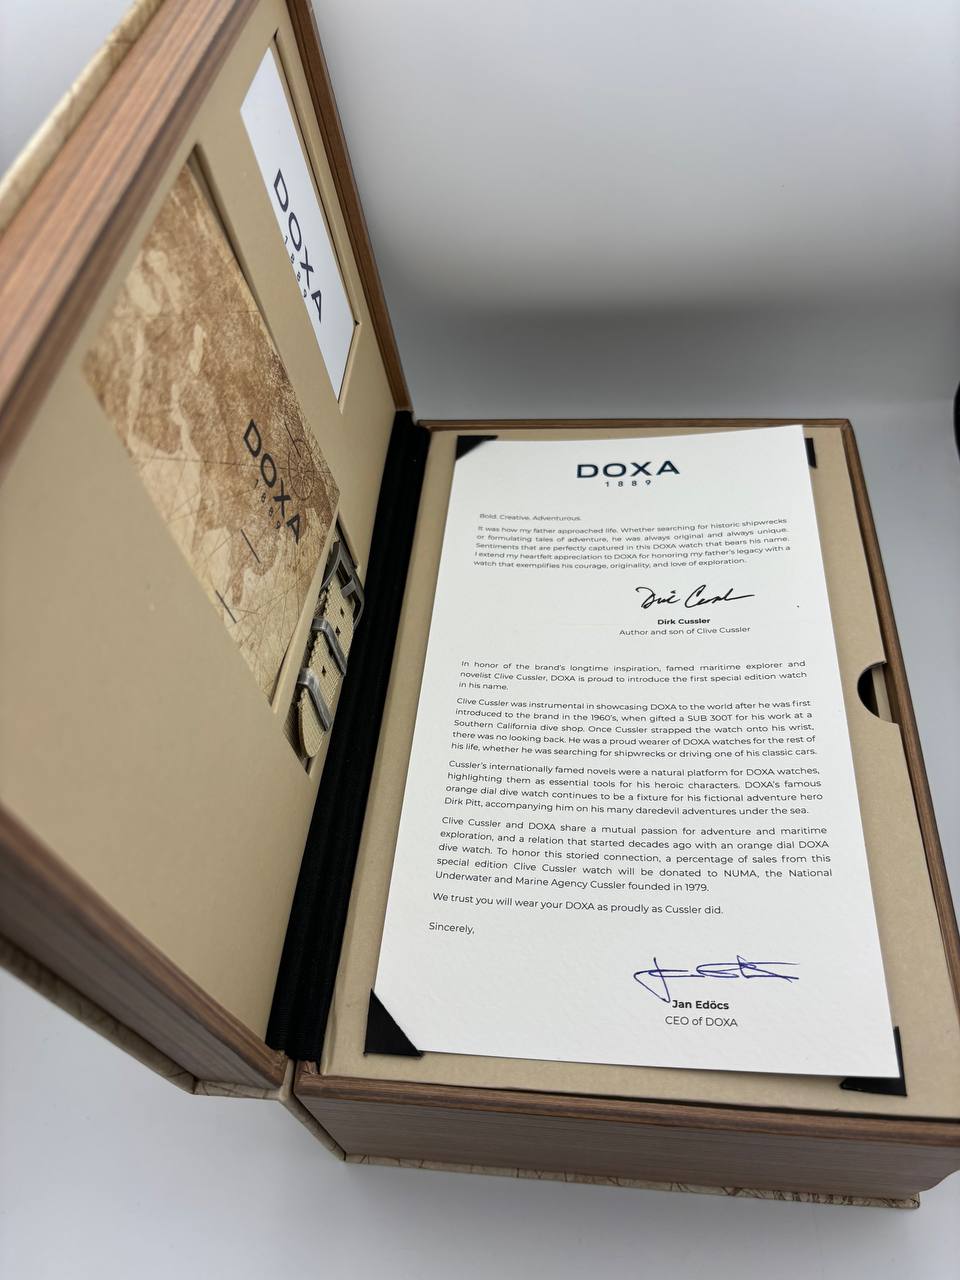 DOXA
1889
DOXA
1889
DOXA
1889
Bold. Creative. Adventurous.
It was how my father approached life. Whether searching for historic shipwrecks
or formulating tales of adventure, he was always original and always unique.
Sentiments that are perfectly captured in this DOXA watch that bears his name.
I extend my heartfelt appreciation to DOXA for honoring my father's legacy with a
watch that exemplifies his courage, originality, and love of exploration.
Dirk Cussler
Author and son of Clive Cussler
In honor of the brand's longtime inspiration, famed maritime explorer and
novelist Clive Cussler, DOXA is proud to introduce the first special edition watch
in his name.
Clive Cussler was instrumental in showcasing DOXA to the world after he was first
introduced to the brand in the 1960's, when gifted a SUB 300T for his work at a
Southern California dive shop. Once Cussler strapped the watch onto his wrist,
there was no looking back. He was a proud wearer of DOXA watches for the rest of
his life, whether he was searching for shipwrecks or driving one of his classic cars.
Cussler's internationally famed novels were a natural platform for DOXA watches,
highlighting them as essential tools for his heroic characters. DOXA's famous
orange dial dive watch continues to be a fixture for his fictional adventure hero
Dirk Pitt, accompanying him on his many daredevil adventures under the sea.
Clive Cussler and DOXA share a mutual passion for adventure and maritime
exploration, and a relation that started decades ago with an orange dial DOXA
dive watch. To honor this storied connection, a percentage of sales from this
special edition Clive Cussler watch will be donated to NUMA, the National
Underwater and Marine Agency Cussler founded in 1979.
We trust you will wear your DOXA as proudly as Cussler did.
Sincerely,
Jan Edöcs
CEO of DOXA